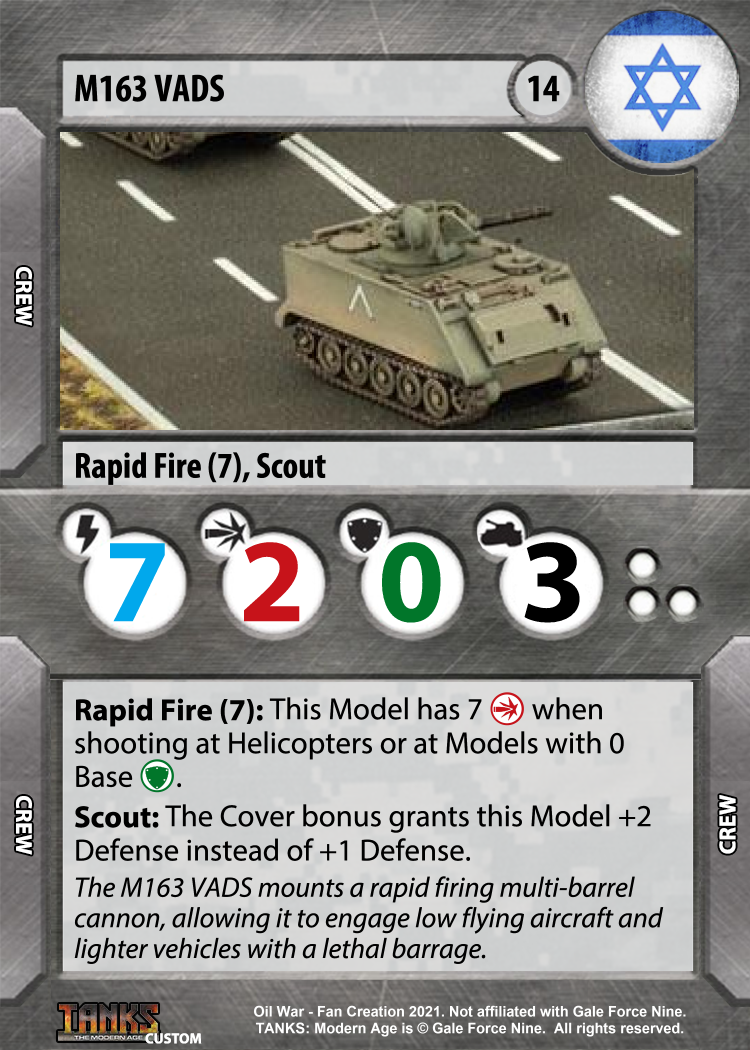 M163 VADS
14
CREW
Rapid Fire (7), Scout
7 2 0 3
Rapid Fire (7): This Model has 7 when
shooting at Helicopters or at Models with 0
Base .
Scout: The Cover bonus grants this Model +2
Defense instead of +1 Defense.
The M163 VADS mounts a rapid firing multi-barrel
cannon, allowing it to engage low flying aircraft and
lighter vehicles with a lethal barrage.
CREW
CREW
TANKS
THE MODERN AGE
CUSTOM
Oil War - Fan Creation 2021. Not affiliated with Gale Force Nine.
TANKS: Modern Age is © Gale Force Nine. All rights reserved.